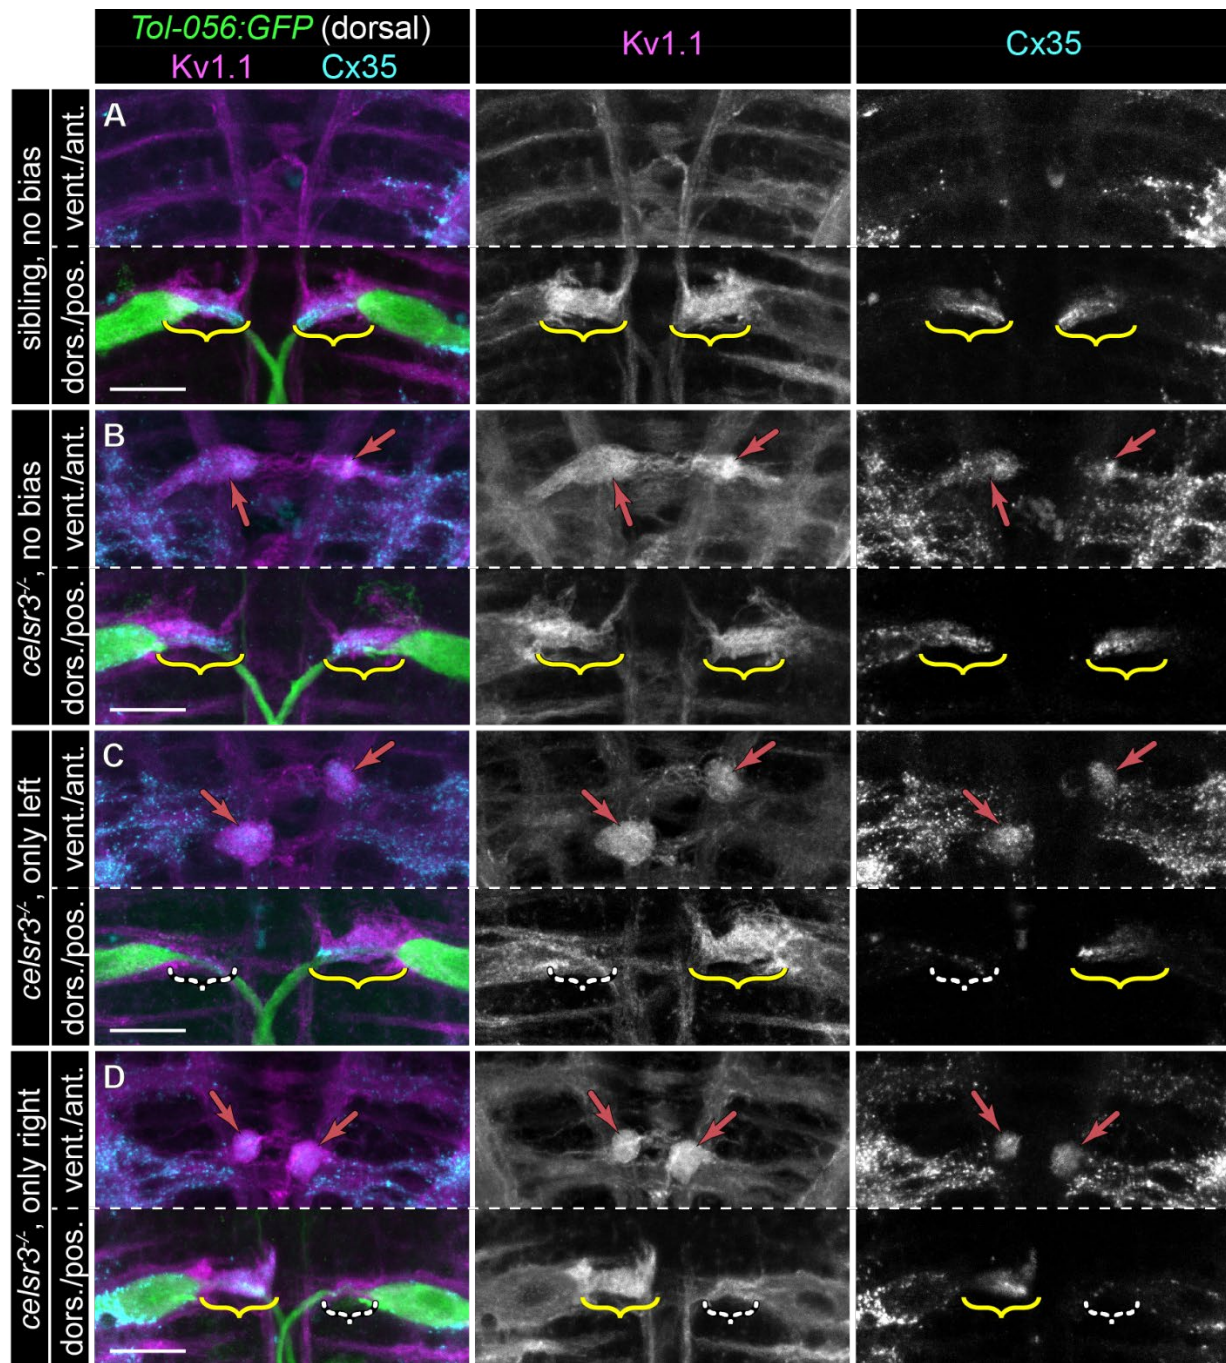 Tol-056:GFP (dorsal)
Kv1.1 Cx35
Kv1.1
Cx35
sibling, no bias
vent./ant.
dors./pos.
A
celsr3-/-, no bias
vent./ant.
dors./pos.
B
celsr3-/-, only left
vent./ant.
dors./pos.
C
celsr3-/-, only right
vent./ant.
dors./pos.
D